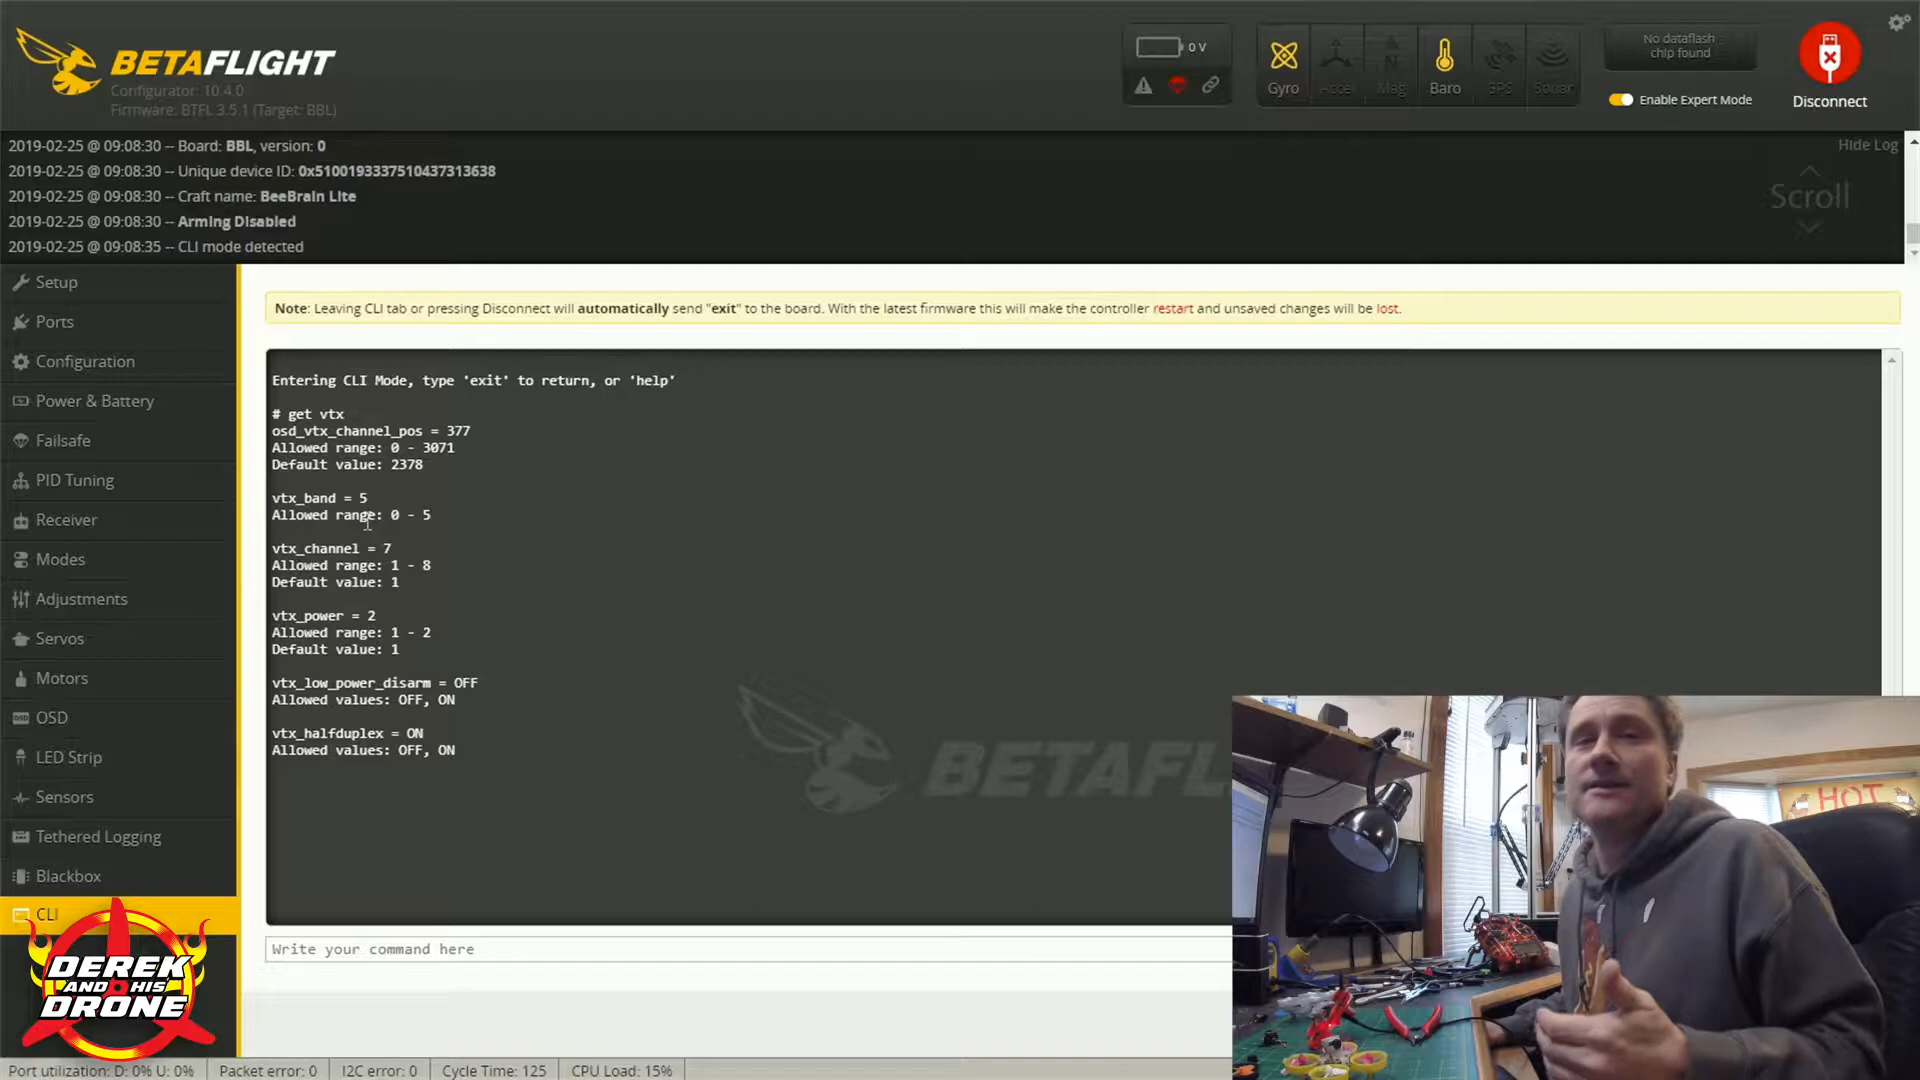 BETAFLIGHT
Configurator: 10.4.0
Firmware: BTFL 3.5.1 (Target: BBL)
0 V
Gyro
Accel
Mag
Baro
GPS
Sonar
No dataflash
chip found
Enable Expert Mode
Disconnect
2019-02-25 @ 09:08:30 -- Board: BBL, version: 0
2019-02-25 @ 09:08:30 -- Unique device ID: 0x5100193337510437313638
2019-02-25 @ 09:08:30 -- Craft name: BeeBrain Lite
2019-02-25 @ 09:08:30 -- Arming Disabled
2019-02-25 @ 09:08:35 -- CLI mode detected
Hide Log
Scroll
Setup
Ports
Configuration
Power & Battery
Failsafe
PID Tuning
Receiver
Modes
Adjustments
Servos
Motors
OSD
LED Strip
Sensors
Tethered Logging
Blackbox
CLI
Note: Leaving CLI tab or pressing Disconnect will automatically send "exit" to the board. With the latest firmware this will make the controller restart and unsaved changes will be lost.
Entering CLI Mode, type 'exit' to return, or 'help'
# get vtx
osd_vtx_channel_pos = 377
Allowed range: 0 - 3071
Default value: 2378
vtx_band = 5
Allowed range: 0 - 5
vtx_channel = 7
Allowed range: 1 - 8
Default value: 1
vtx_power = 2
Allowed range: 1 - 2
Default value: 1
vtx_low_power_disarm = OFF
Allowed values: OFF, ON
vtx_halfduplex = ON
Allowed values: OFF, ON
BETAFL
Write your command here
HOT
DEREK
AND HIS
DRONE
Port utilization: D: 0% U: 0%
Packet error: 0
I2C error: 0
Cycle Time: 125
CPU Load: 15%